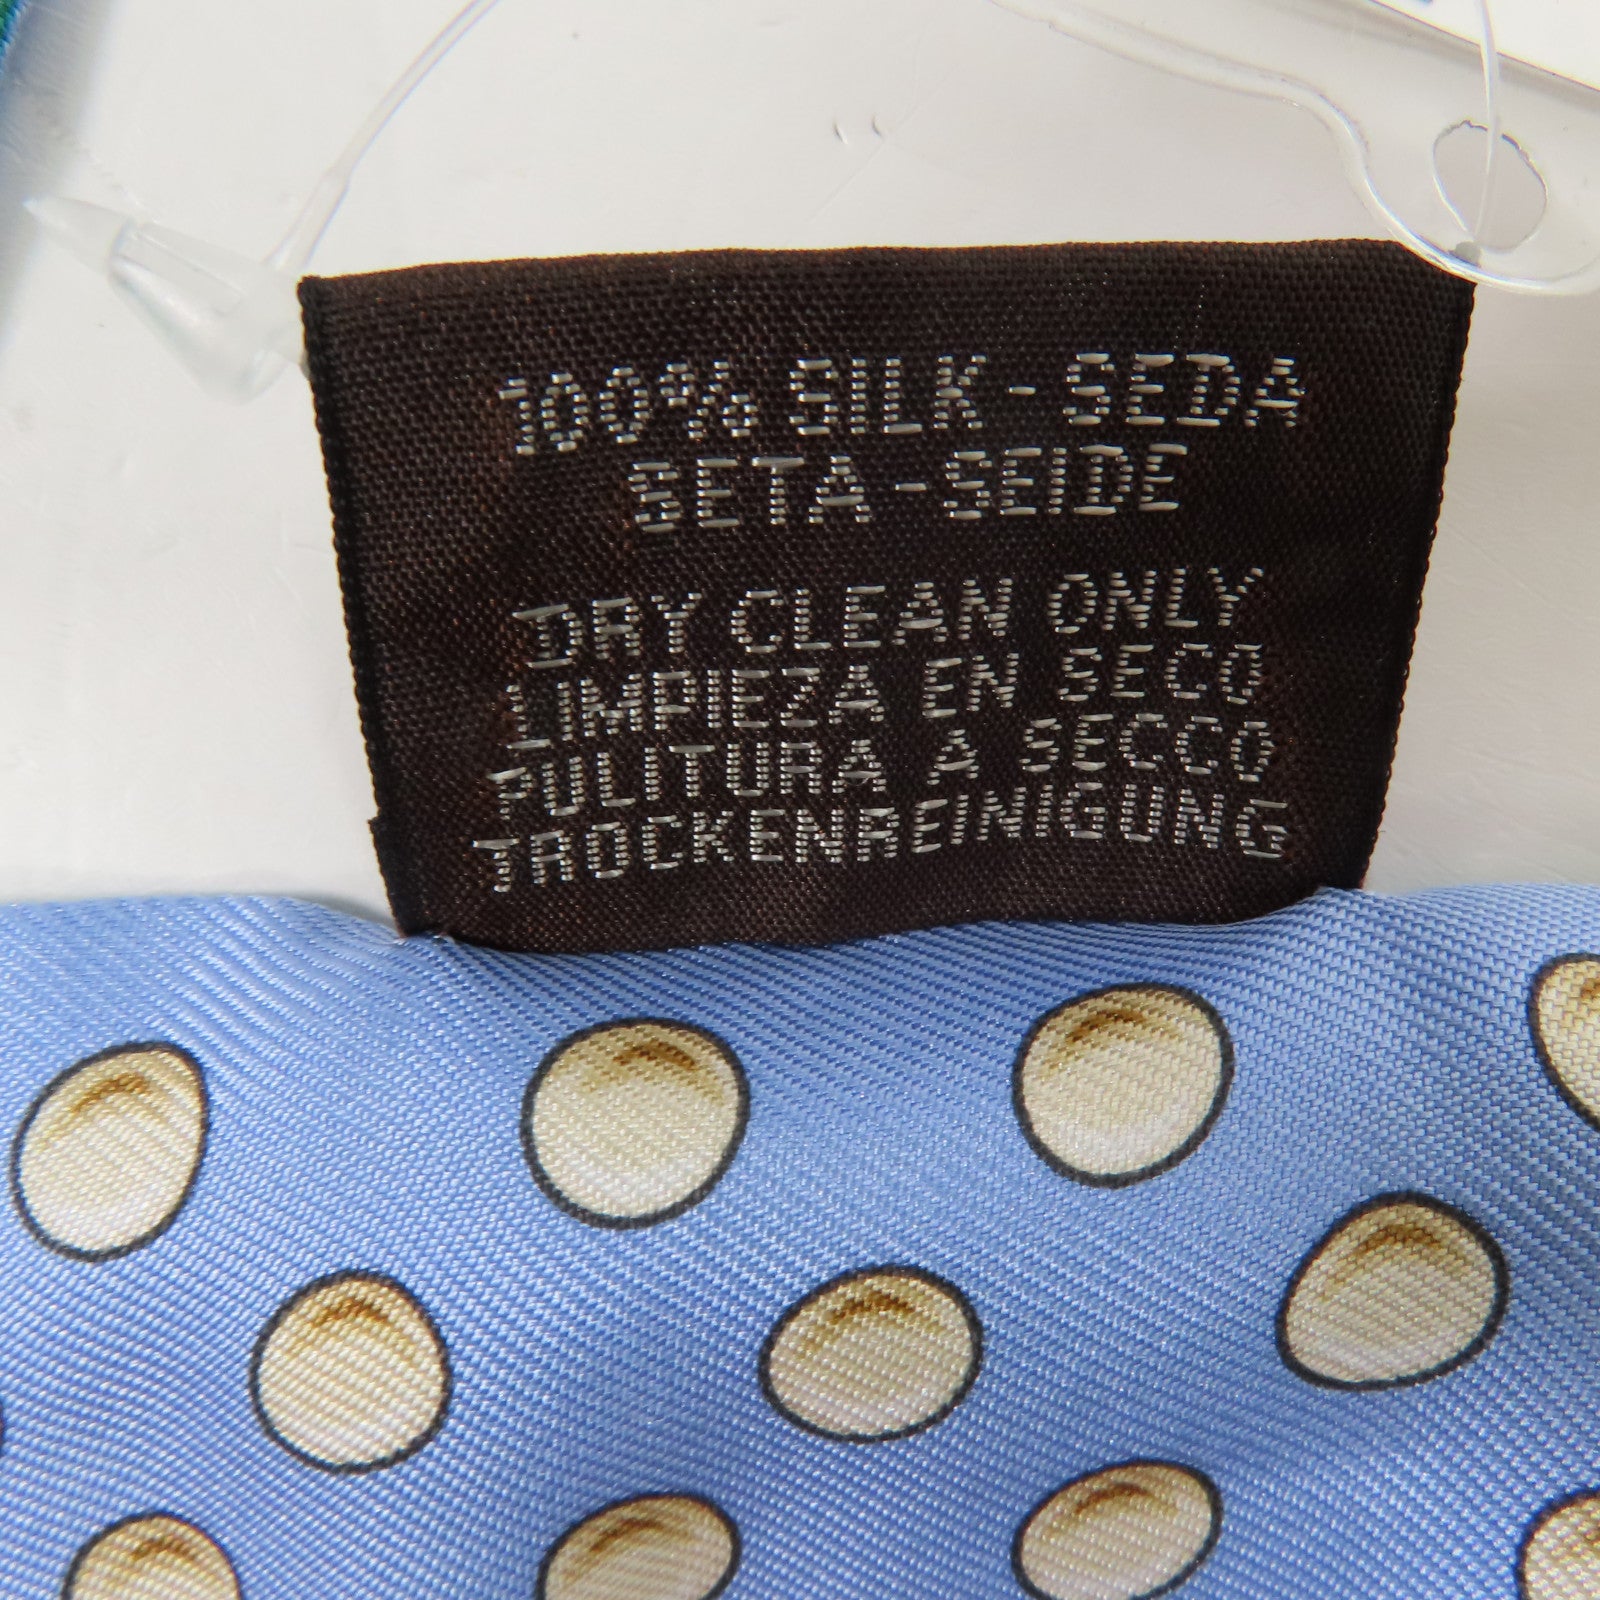 100% SILK - SEDA
SETA - SEIDE
DRY CLEAN ONLY
LIMPIEZA EN SECO
PULITURA A SECCO
TROCKENREINIGUNG